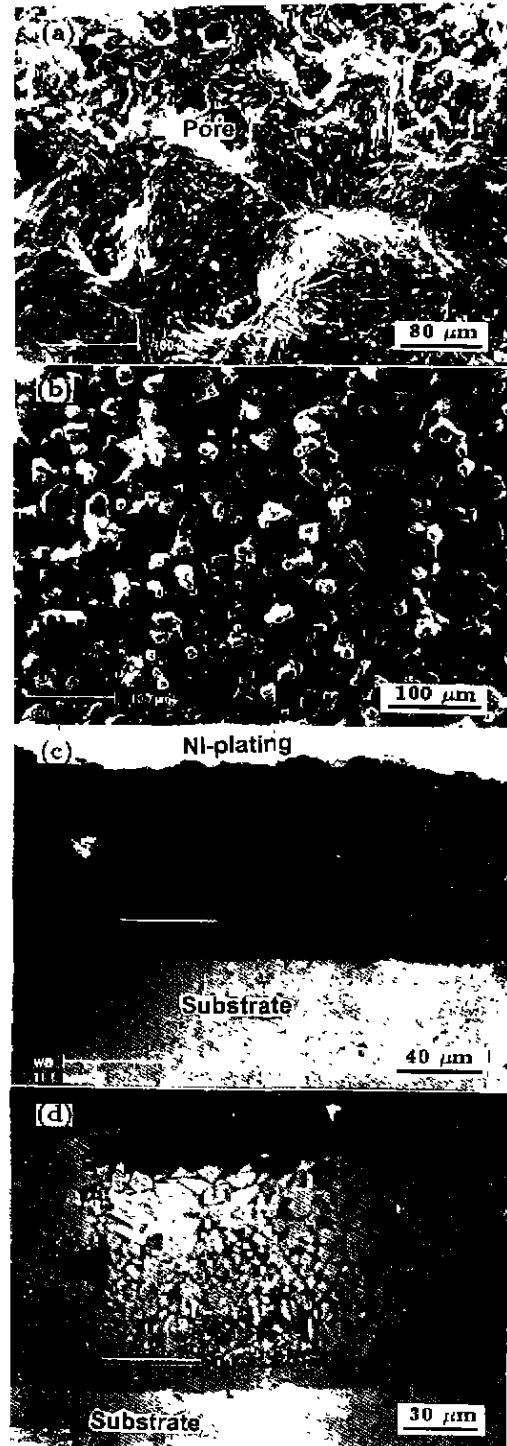 (a)
Pore
80 μm
(b)
100 μm
(c)
Ni-plating
Substrate
40 μm
(d)
Substrate
30 μm